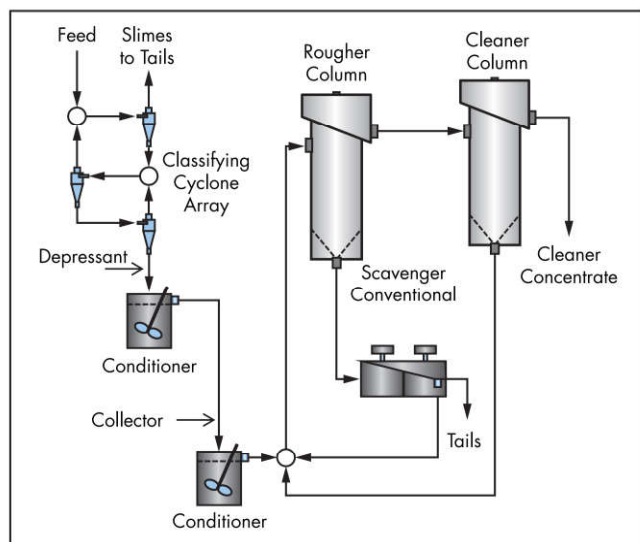 Feed
Slimes
to Tails
Rougher
Column
Cleaner
Column
Classifying
Cyclone
Array
Depressant
Cleaner
Concentrate
Scavenger
Conventional
Conditioner
Collector
Tails
Conditioner